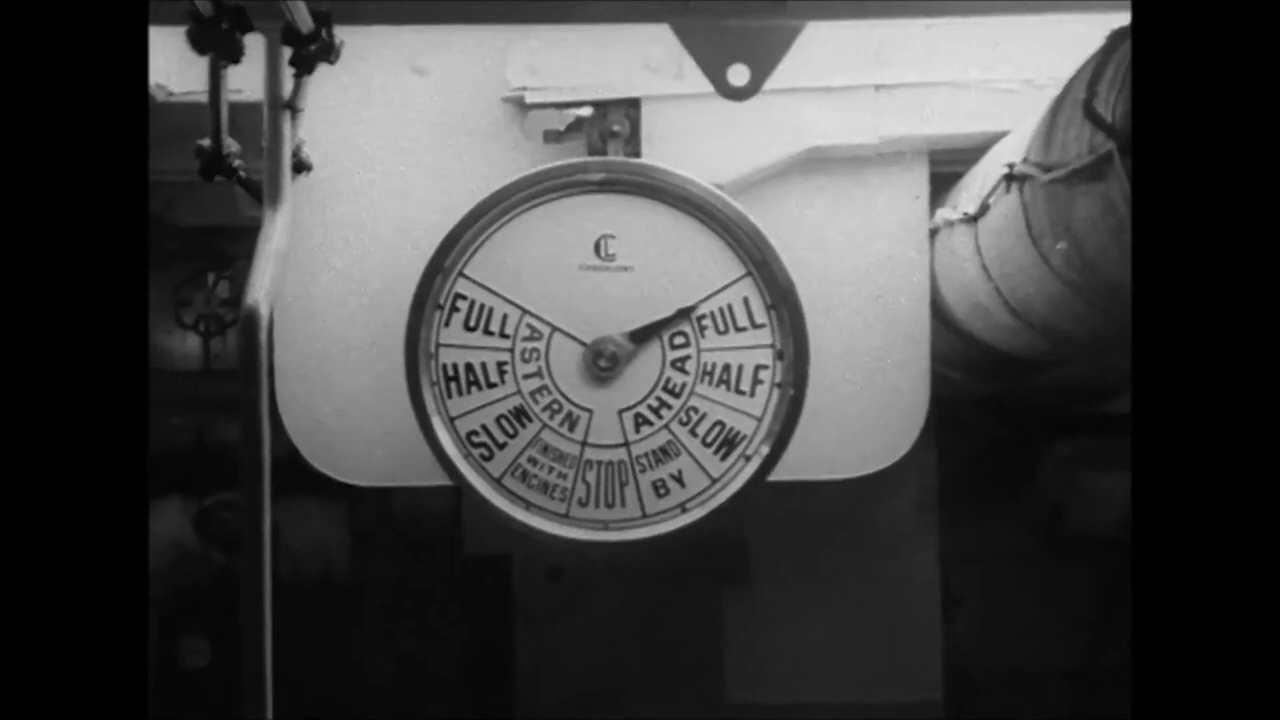 FULL
HALF
SLOW
ASTERN
FINISHED
WITH
ENGINES
STOP
STAND
BY
AHEAD
SLOW
HALF
FULL